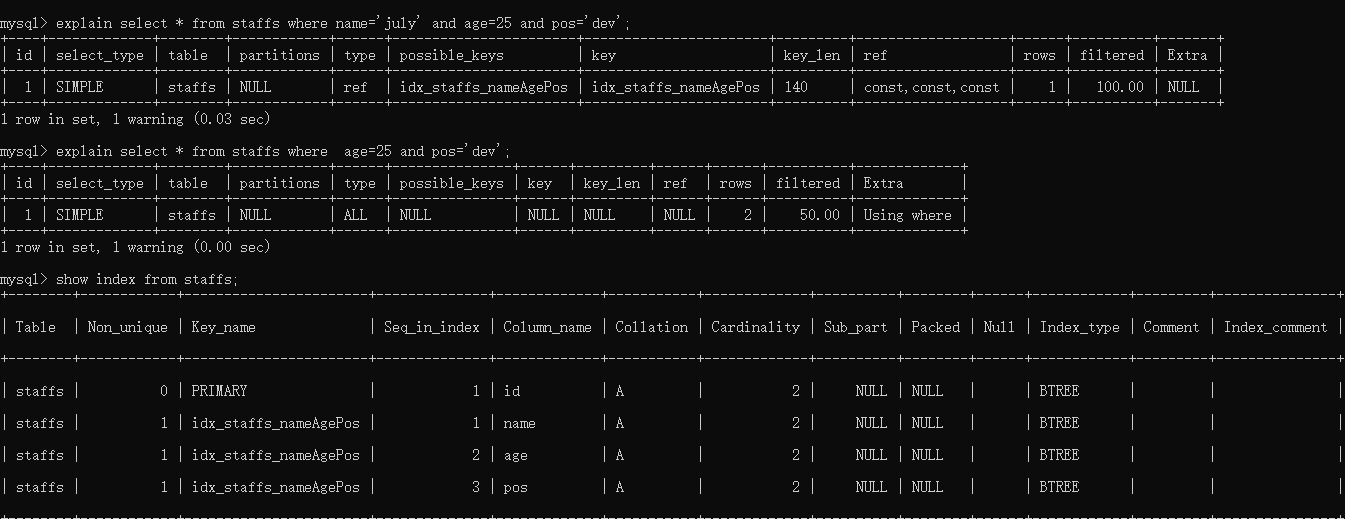 mysql> explain select * from staffs where name='july' and age=25 and pos='dev';
+----+-------------+--------+------------+------+-----------------------+-----------------------+---------+-------------------+------+----------+-------+
| id | select_type | table  | partitions | type | possible_keys         | key                   | key_len | ref               | rows | filtered | Extra |
+----+-------------+--------+------------+------+-----------------------+-----------------------+---------+-------------------+------+----------+-------+
|  1 | SIMPLE      | staffs | NULL       | ref  | idx_staffs_nameAgePos | idx_staffs_nameAgePos | 140     | const,const,const |    1 |   100.00 | NULL  |
+----+-------------+--------+------------+------+-----------------------+-----------------------+---------+-------------------+------+----------+-------+
1 row in set, 1 warning (0.03 sec)
mysql> explain select * from staffs where  age=25 and pos='dev';
+----+-------------+--------+------------+------+---------------+------+---------+------+------+----------+-------------+
| id | select_type | table  | partitions | type | possible_keys | key  | key_len | ref  | rows | filtered | Extra       |
+----+-------------+--------+------------+------+---------------+------+---------+------+------+----------+-------------+
|  1 | SIMPLE      | staffs | NULL       | ALL  | NULL          | NULL | NULL    | NULL |    2 |    50.00 | Using where |
+----+-------------+--------+------------+------+---------------+------+---------+------+------+----------+-------------+
1 row in set, 1 warning (0.00 sec)
mysql> show index from staffs;
+--------+------------+-----------------------+--------------+-------------+-----------+-------------+----------+--------+------+------------+---------+---------------+
| Table  | Non_unique | Key_name              | Seq_in_index | Column_name | Collation | Cardinality | Sub_part | Packed | Null | Index_type | Comment | Index_comment |
+--------+------------+-----------------------+--------------+-------------+-----------+-------------+----------+--------+------+------------+---------+---------------+
| staffs |          0 | PRIMARY               |            1 | id          | A         |           2 |     NULL | NULL   |      | BTREE      |         |               |
| staffs |          1 | idx_staffs_nameAgePos |            1 | name        | A         |           2 |     NULL | NULL   |      | BTREE      |         |               |
| staffs |          1 | idx_staffs_nameAgePos |            2 | age         | A         |           2 |     NULL | NULL   |      | BTREE      |         |               |
| staffs |          1 | idx_staffs_nameAgePos |            3 | pos         | A         |           2 |     NULL | NULL   |      | BTREE      |         |               |
+--------+------------+-----------------------+--------------+-------------+-----------+-------------+----------+--------+------+------------+---------+---------------+